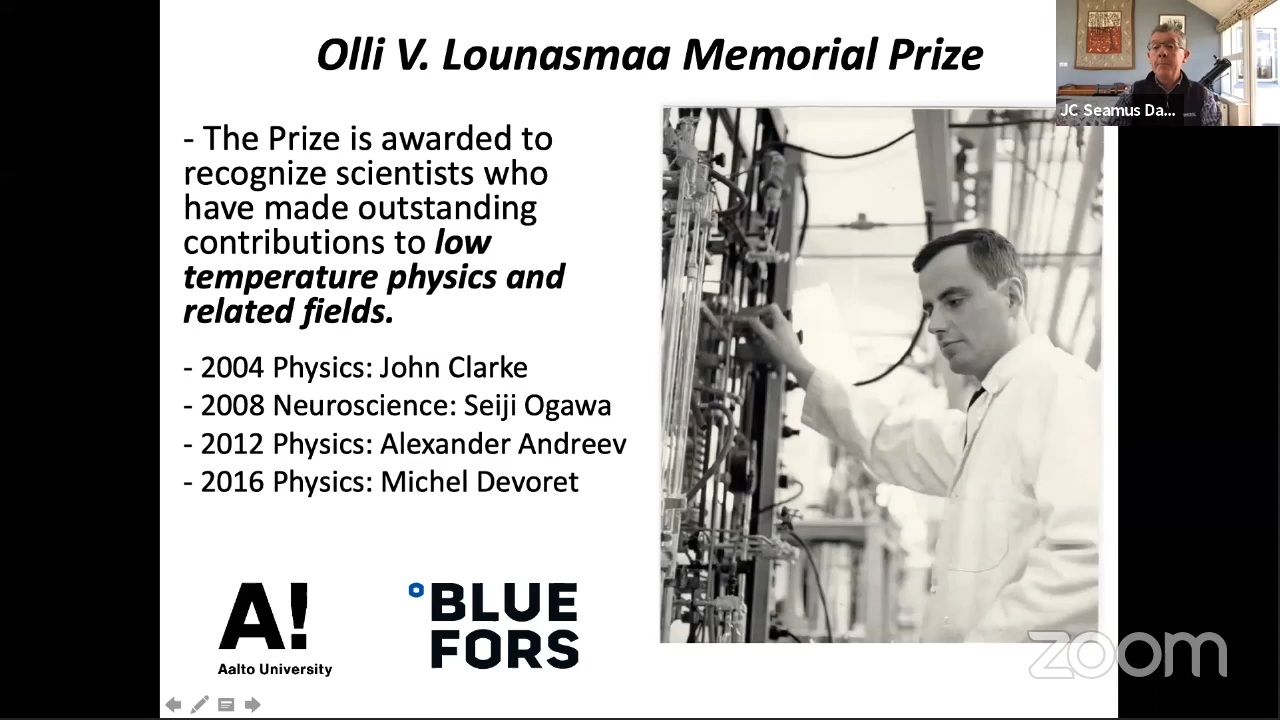 Olli V. Lounasmaa Memorial Prize
JC Seamus Da...
- The Prize is awarded to
recognize scientists who
have made outstanding
contributions to low
temperature physics and
related fields.
- 2004 Physics: John Clarke
- 2008 Neuroscience: Seiji Ogawa
- 2012 Physics: Alexander Andreev
- 2016 Physics: Michel Devoret
A!
Aalto University
BLUE
FORS
zoom